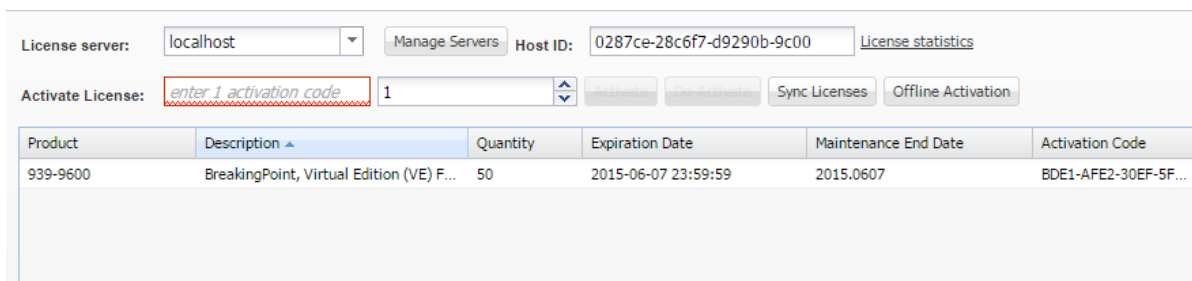 License server: localhost Manage Servers Host ID: 0287ce-28c6f7-d9290b-9c00 License statistics
Activate License: enter 1 activation code 1 Activate De-Activate Sync Licenses Offline Activation
Product Description Quantity Expiration Date Maintenance End Date Activation Code
939-9600 BreakingPoint, Virtual Edition (VE) F... 50 2015-06-07 23:59:59 2015.0607 BDE1-AFE2-30EF-5F...